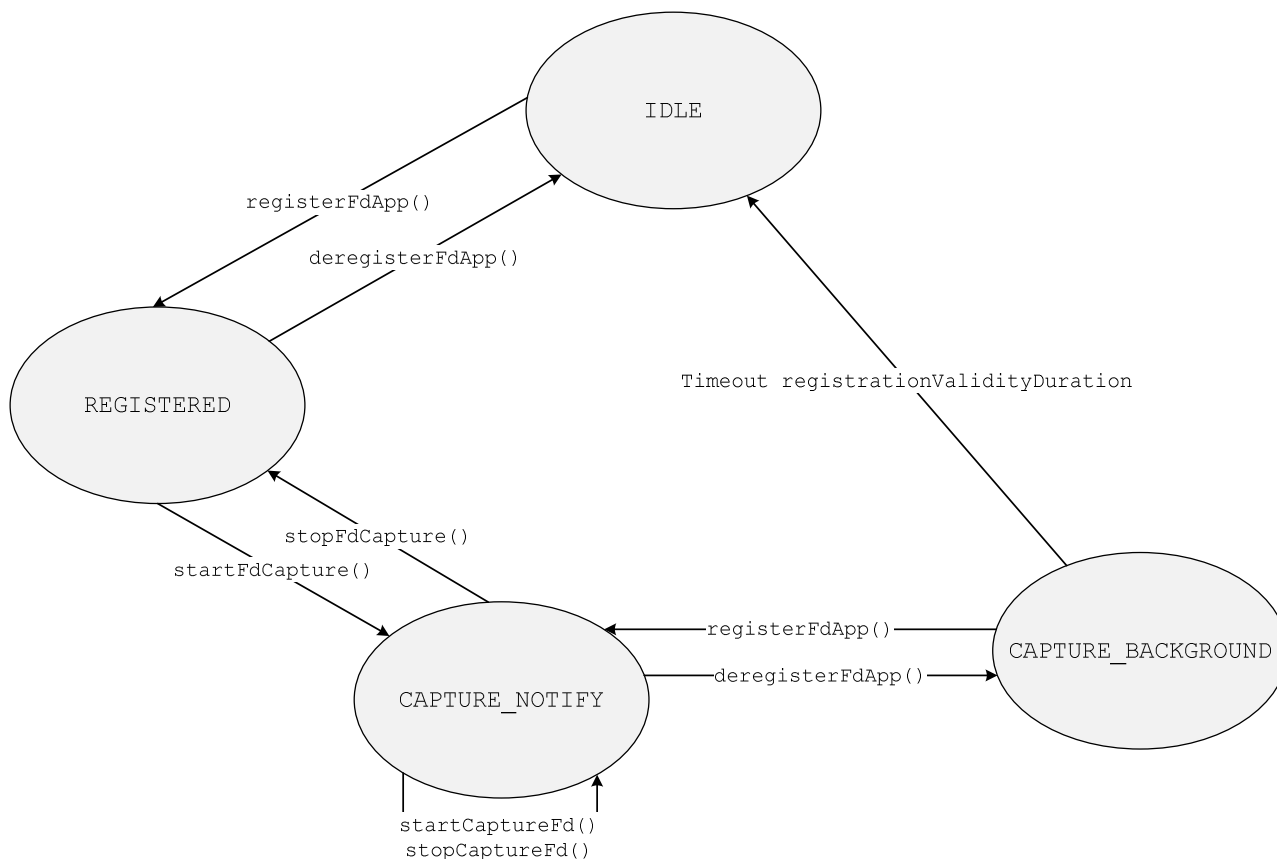 IDLE
registerFdApp()
deregisterFdApp()
Timeout registrationValidityDuration
REGISTERED
stopFdCapture()
startFdCapture()
registerFdApp()
CAPTURE_BACKGROUND
deregisterFdApp()
CAPTURE_NOTIFY
startCaptureFd()
stopCaptureFd()